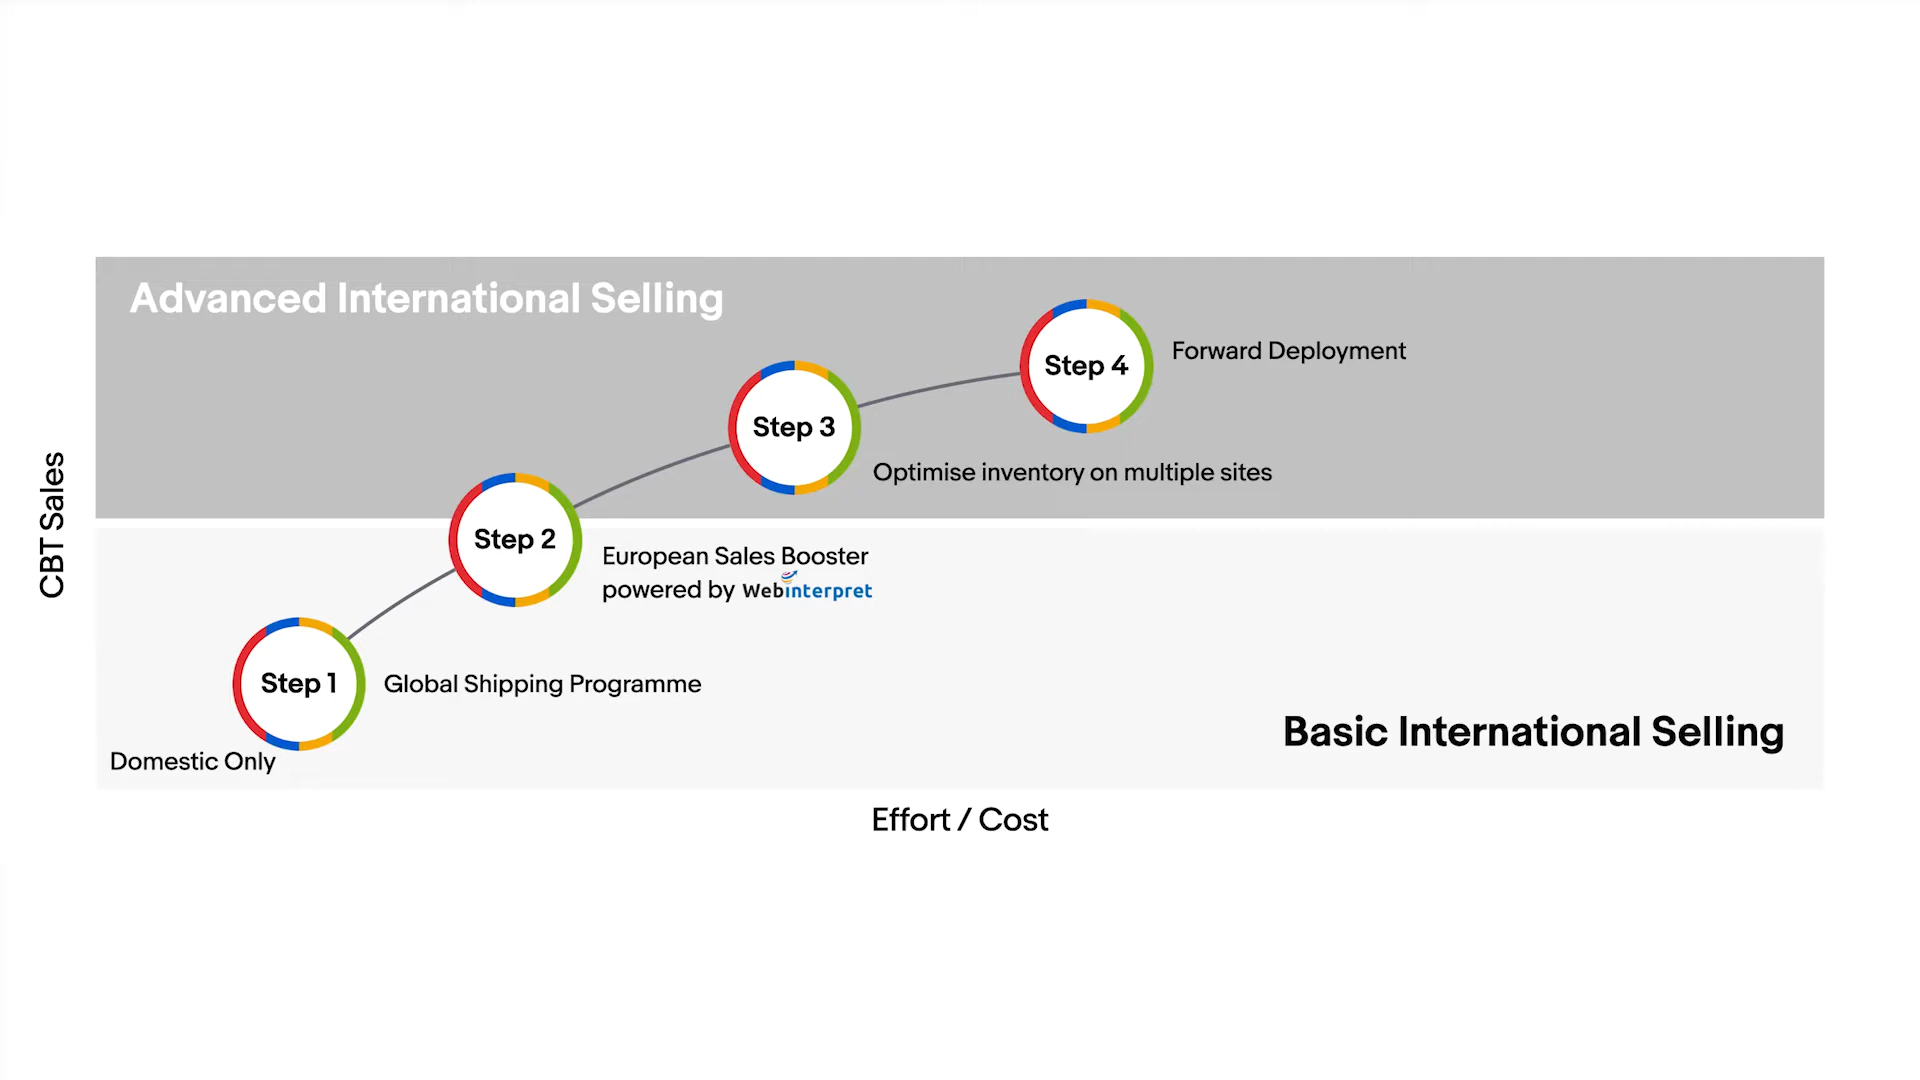 Advanced International Selling
Step 4
Forward Deployment
Step 3
Optimise inventory on multiple sites
Step 2
European Sales Booster
powered by Webinterpret
Step 1
Global Shipping Programme
Domestic Only
Basic International Selling
CBT Sales
Effort / Cost